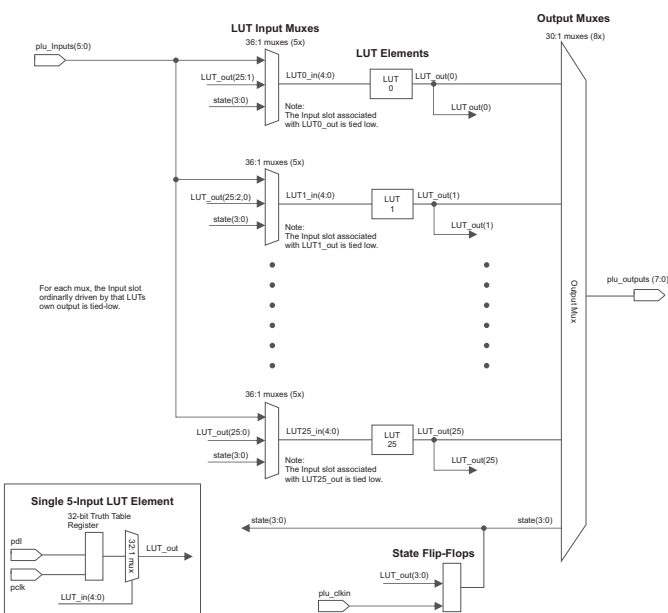 Output Muxes
LUT Input Muxes
30:1 muxes (8x)
36:1 muxes (5x)
plu_Inputs(5:0)
LUT Elements
LUT_out(25:1)
LUT0_in(4:0)
LUT
0
LUT_out(0)
state(3:0)
LUT out(0)
Note:
The Input slot associated
with LUT0_out is tied low.
36:1 muxes (5x)
LUT_out(25:2,0)
LUT1_in(4:0)
LUT
1
LUT_out(1)
state(3:0)
LUT_out(1)
Note:
The Input slot associated
with LUT1_out is tied low.
For each mux, the Input slot
ordinarlly driven by that LUTs
own output is tied-low.
Output Mux
plu_outputs (7:0)
36:1 muxes (5x)
LUT_out(25:0)
LUT25_in(4:0)
LUT
25
LUT_out(25)
state(3:0)
LUT_out(25)
Note:
The Input slot associated
with LUT25_out is tied low.
Single 5-Input LUT Element
32-bit Truth Table
Register
pdl
pclk
32:1 mux
LUT_out
LUT_in(4:0)
state(3:0)
state(3:0)
State Flip-Flops
LUT_out(3:0)
plu_clkin